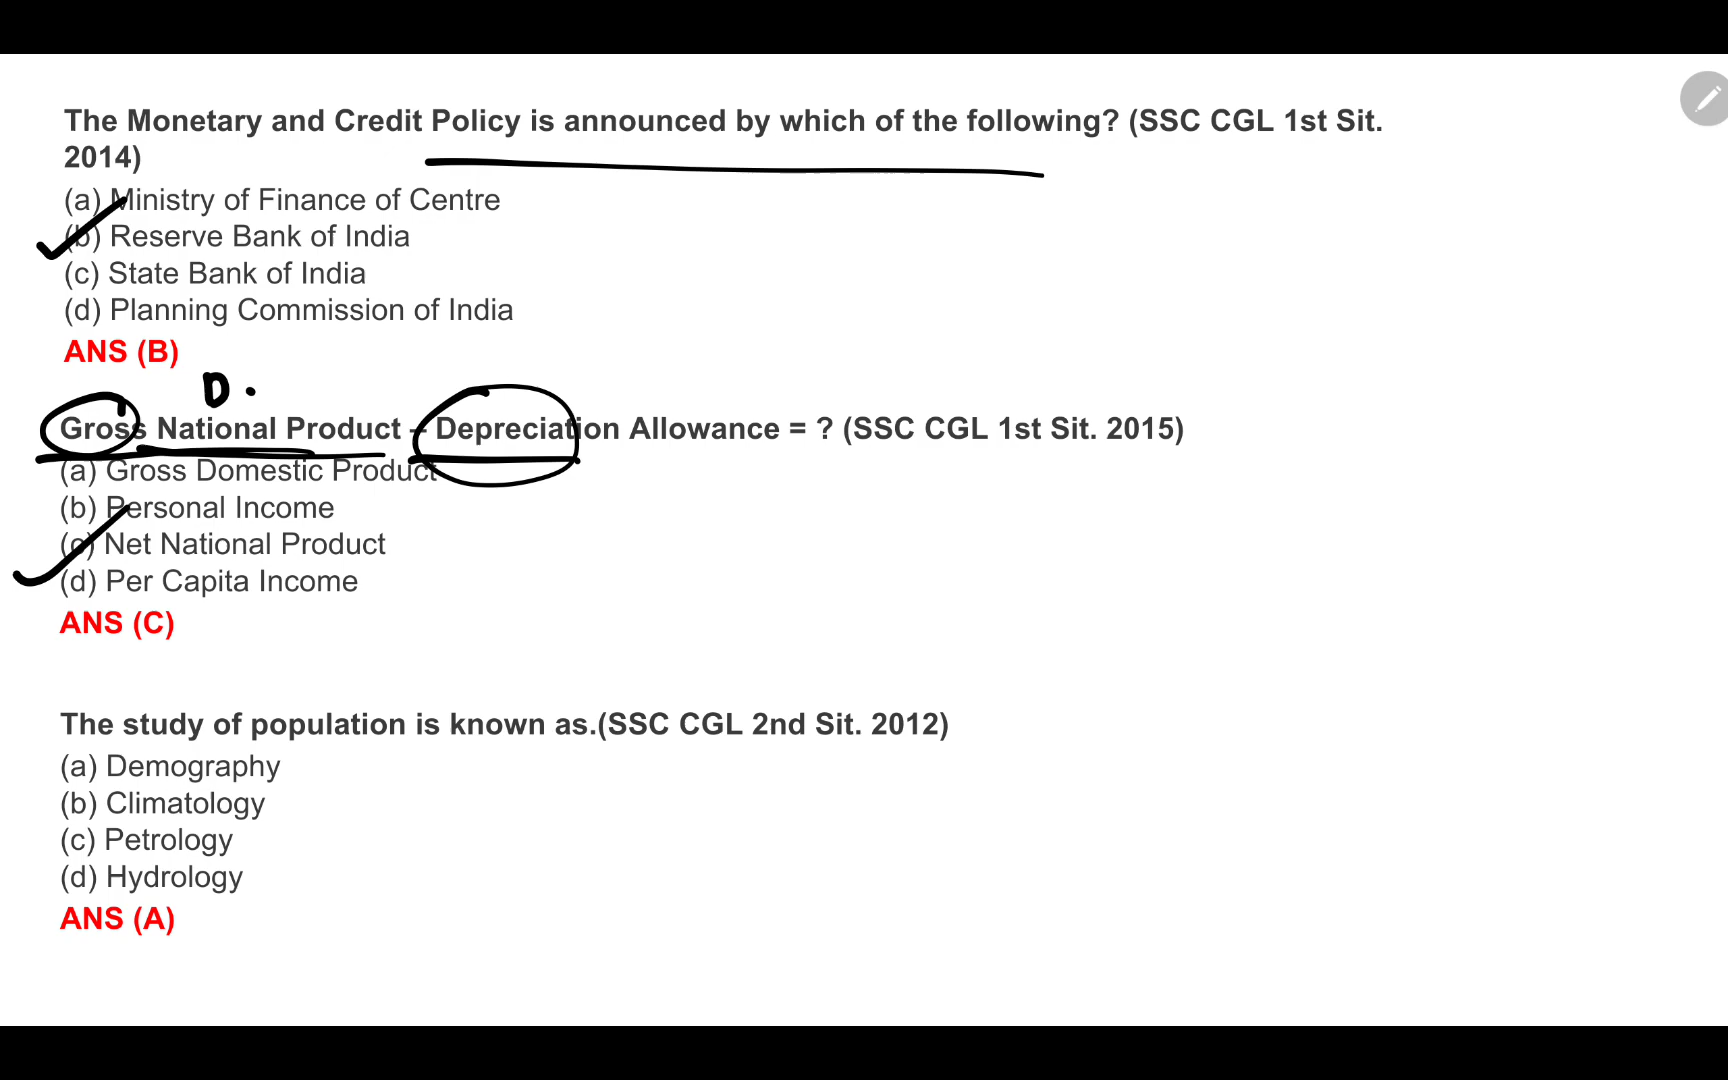 The Monetary and Credit Policy is announced by which of the following? (SSC CGL 1st Sit.
2014)
(a) Ministry of Finance of Centre
(b) Reserve Bank of India
(c) State Bank of India
(d) Planning Commission of India
ANS (B)
D.
Gross National Product – Depreciation Allowance = ? (SSC CGL 1st Sit. 2015)
(a) Gross Domestic Product
(b) Personal Income
(c) Net National Product
(d) Per Capita Income
ANS (C)
The study of population is known as.(SSC CGL 2nd Sit. 2012)
(a) Demography
(b) Climatology
(c) Petrology
(d) Hydrology
ANS (A)